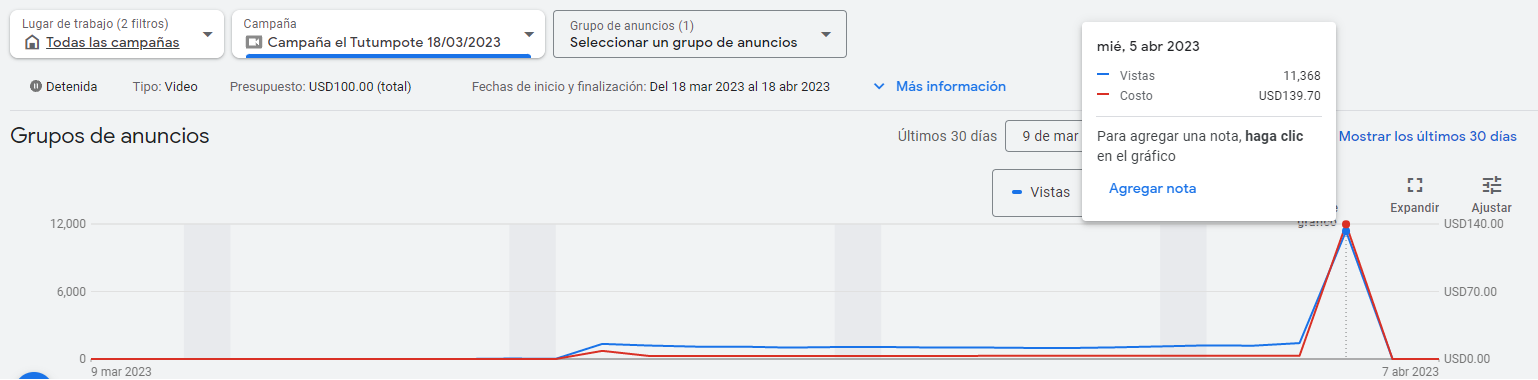 Lugar de trabajo (2 filtros)
Todas las campañas
Campaña
Campaña el Tutumpote 18/03/2023
Grupo de anuncios (1)
Seleccionar un grupo de anuncios
Detenida
Tipo: Video
Presupuesto: USD100.00 (total)
Fechas de inicio y finalización: Del 18 mar 2023 al 18 abr 2023
Más información
Grupos de anuncios
Últimos 30 días
9 de mar
Mostrar los últimos 30 días
mié, 5 abr 2023
Vistas 11,368
Costo USD139.70
Para agregar una nota, haga clic
en el gráfico
Agregar nota
Vistas
gráfico
Expandir
Ajustar
12,000
6,000
0
USD140.00
USD70.00
USD0.00
9 mar 2023
7 abr 2023